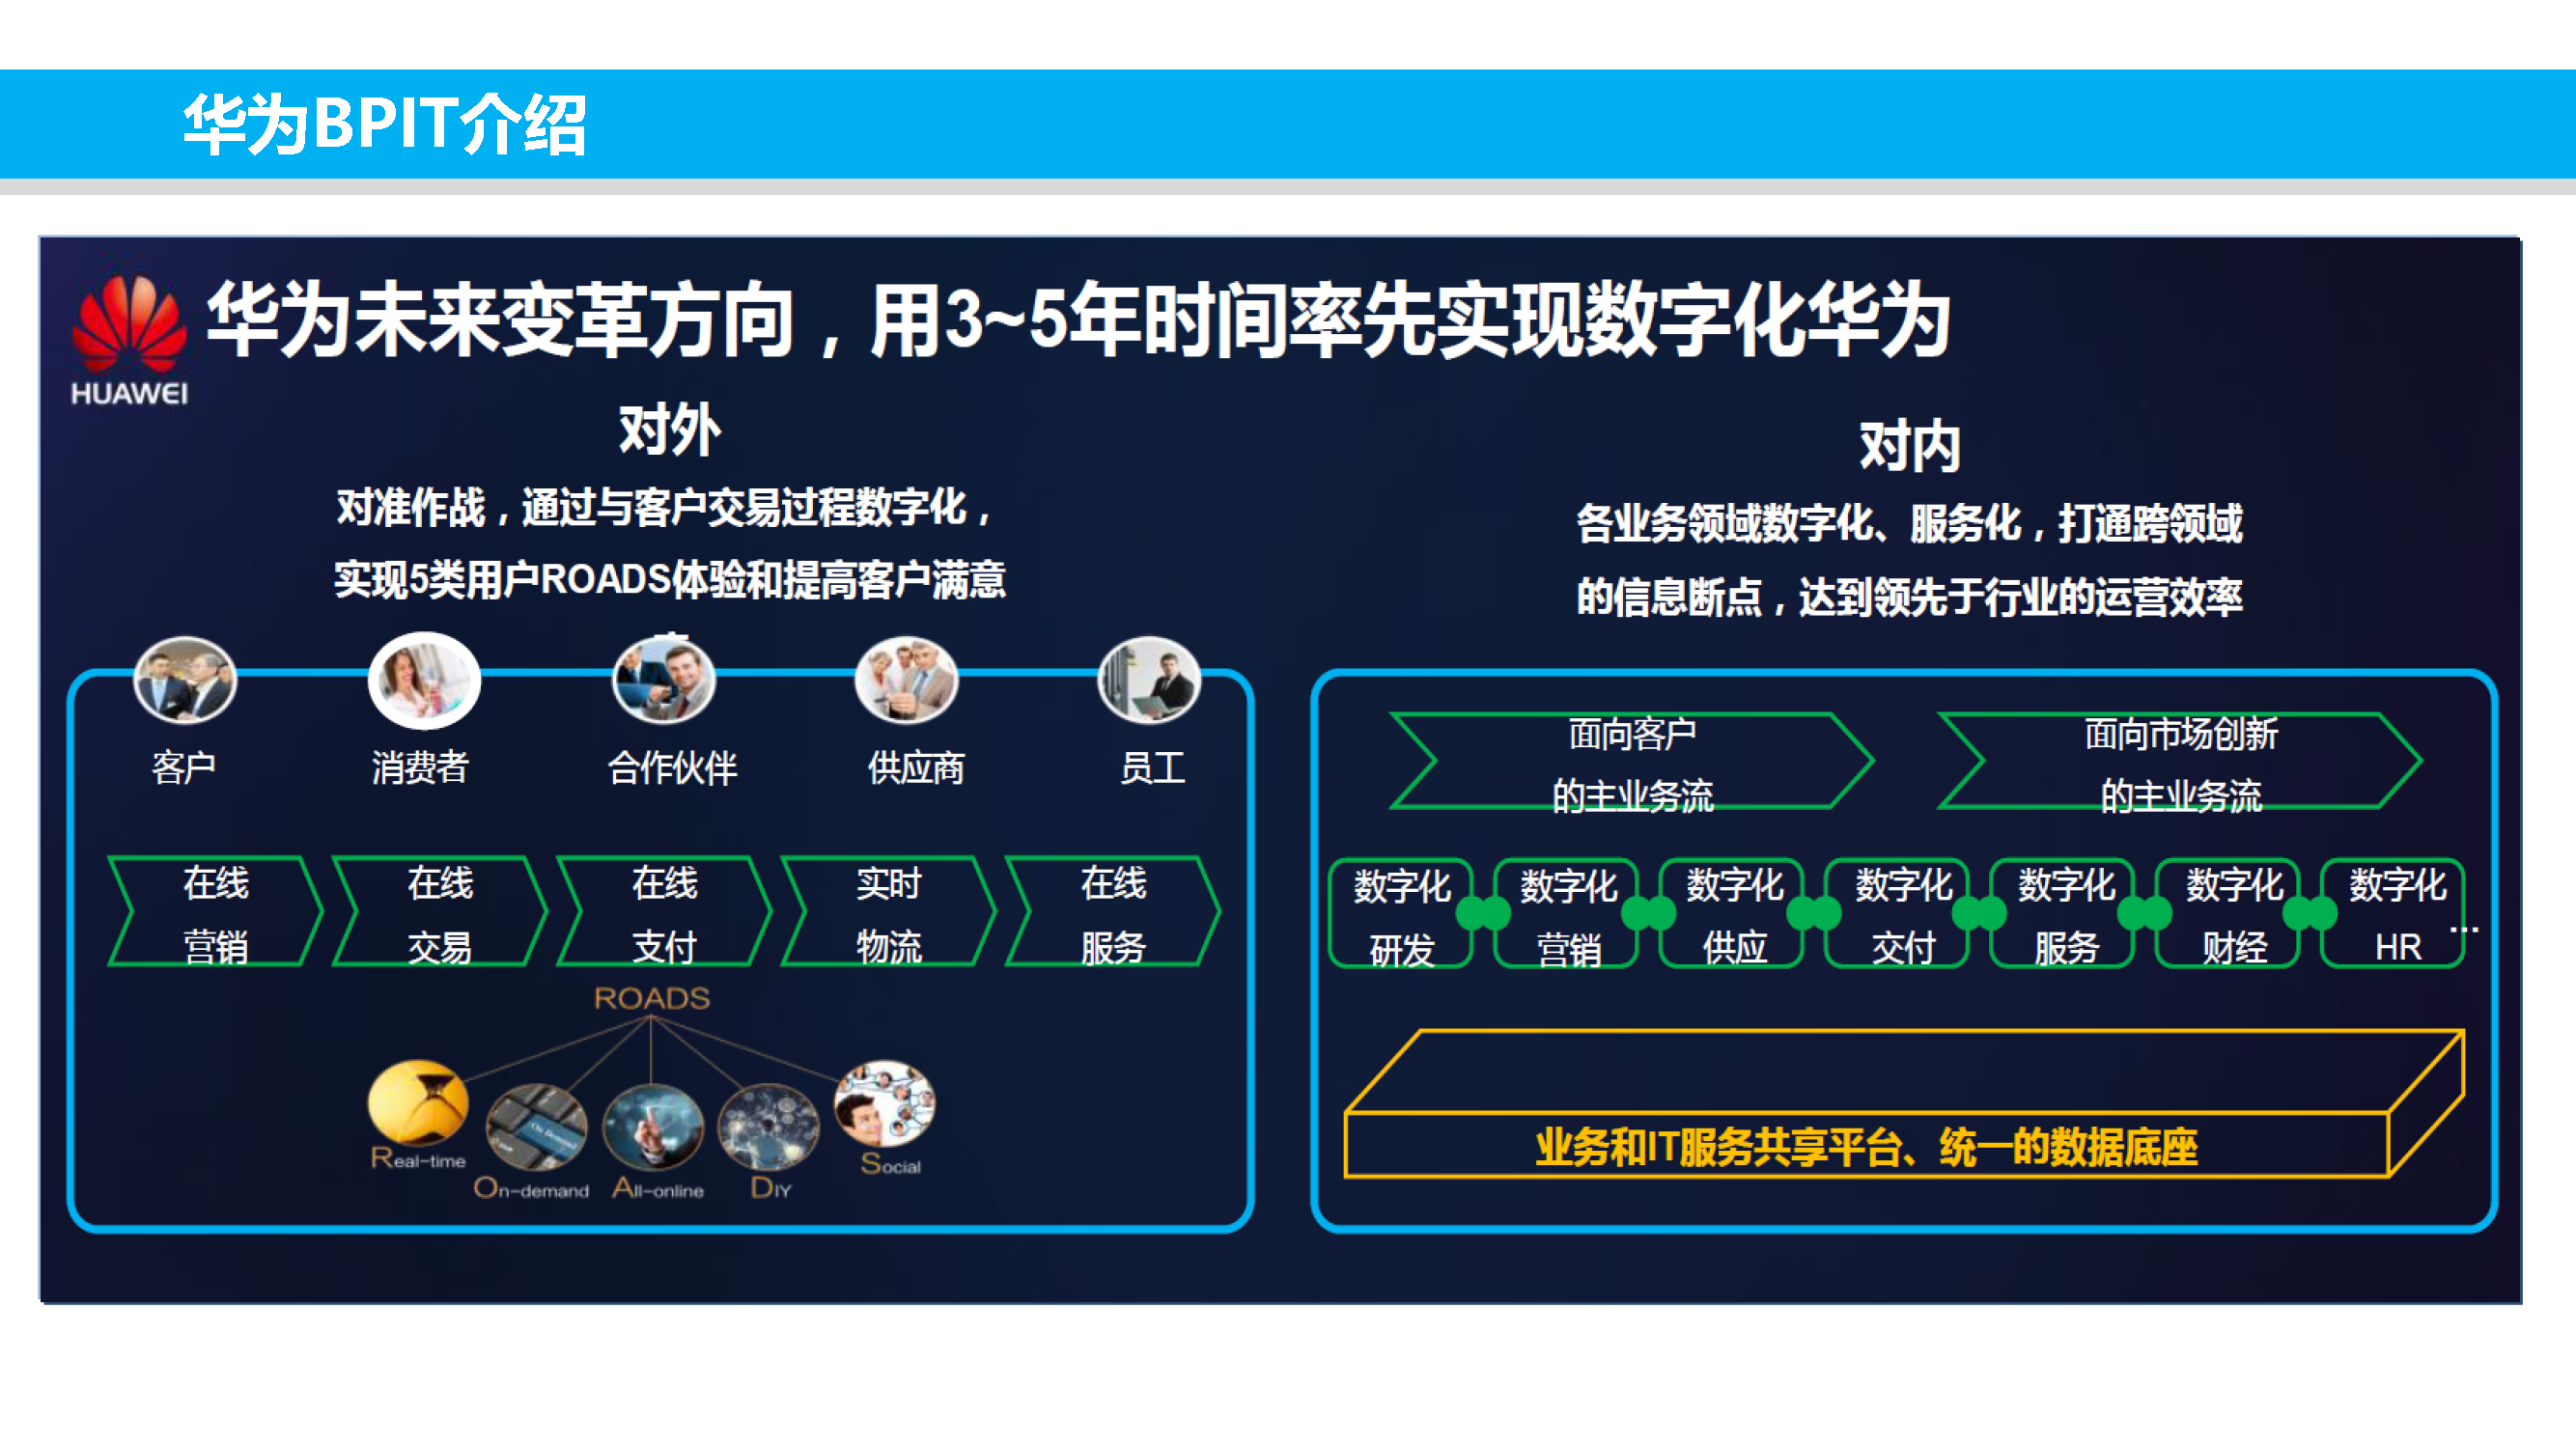 华为BPIT介绍
HUAWEI
华为未来变革方向，用3~5年时间率先实现数字化华为
对外
对准作战，通过与客户交易过程数字化，
实现5类用户ROADS体验和提高客户满意
客户
消费者
合作伙伴
供应商
员工
在线
营销
在线
交易
在线
支付
实时
物流
在线
服务
ROADS
Real-time
On-demand
All-online
DIY
Social
对内
各业务领域数字化、服务化，打通跨领域
的信息断点，达到领先于行业的运营效率
面向客户
的主业务流
面向市场创新
的主业务流
数字化
研发
数字化
营销
数字化
供应
数字化
交付
数字化
服务
数字化
财经
数字化
HR
...
业务和IT服务共享平台、统一的数据底座